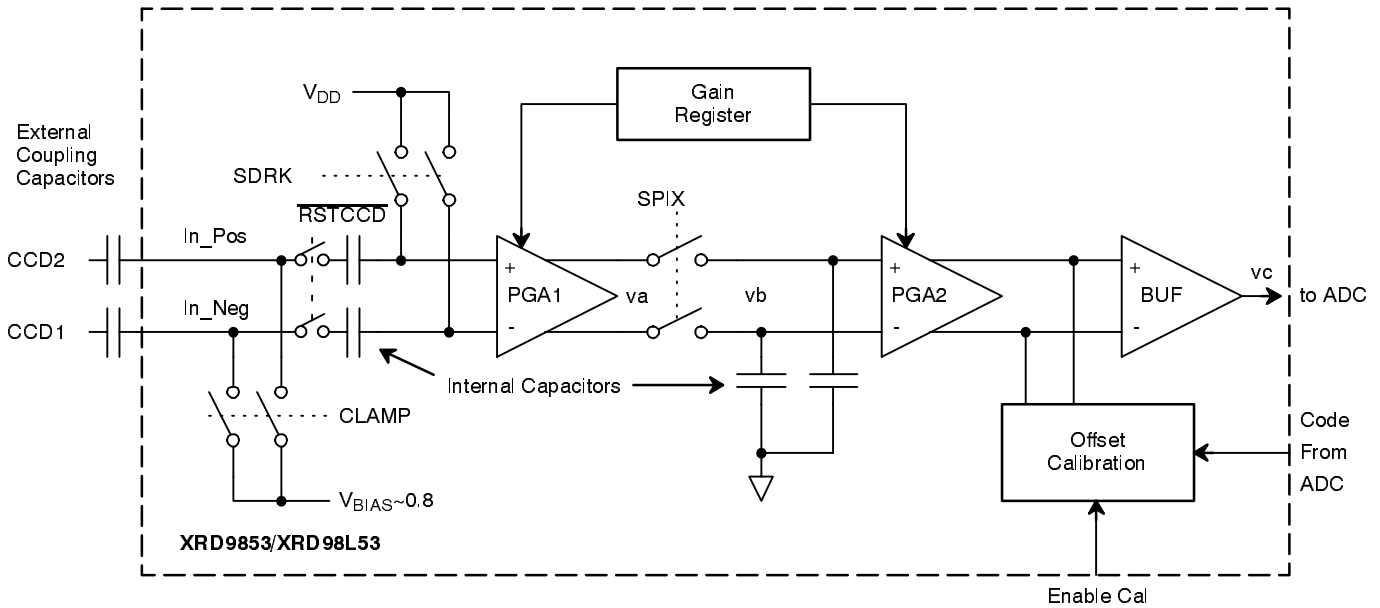 Gain
Register
VDD
External
Coupling
Capacitors
SDRK
RSTCCD
SPIX
In_Pos
CCD2
+
PGA1
-
va
vb
+
PGA2
-
+
BUF
-
vc
to ADC
In_Neg
CCD1
Internal Capacitors
CLAMP
Offset
Calibration
Code
From
ADC
VBIAS~0.8
XRD9853/XRD98L53
Enable Cal